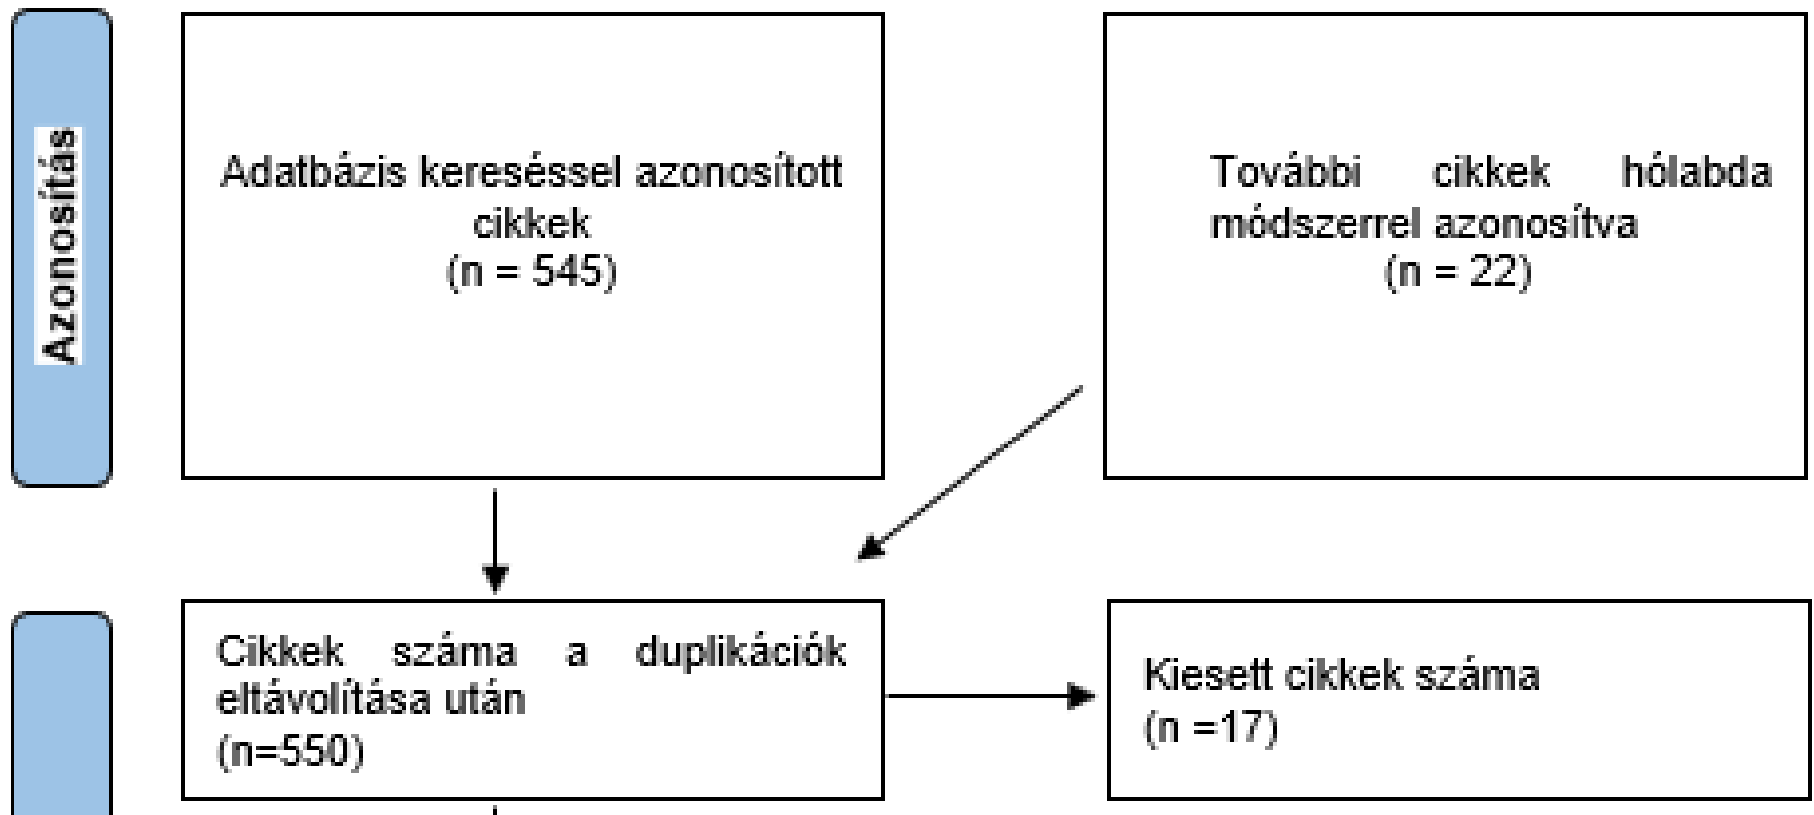 Azonosítás
Adatbázis kereséssel azonosított
cikkek
(n = 545)
További cikkek hólabda
módszerrel azonosítva
(n = 22)
Cikkek száma a duplikációk
eltávolítása után
(n=550)
Kiesett cikkek száma
(n =17)